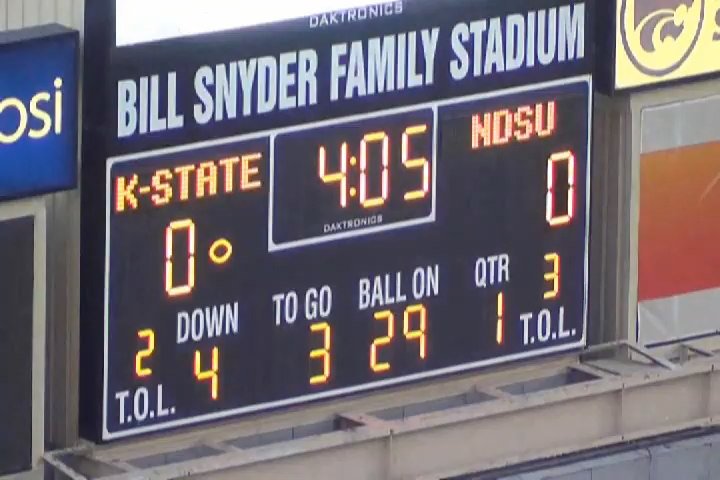 DAKTRONICS
BILL SNYDER FAMILY STADIUM
osi
K-STATE 4:05 NDSU
DAKTRONICS
0 0
DOWN TO GO BALL ON QTR 3
2 4 3 29 1
T.O.L. T.O.L.